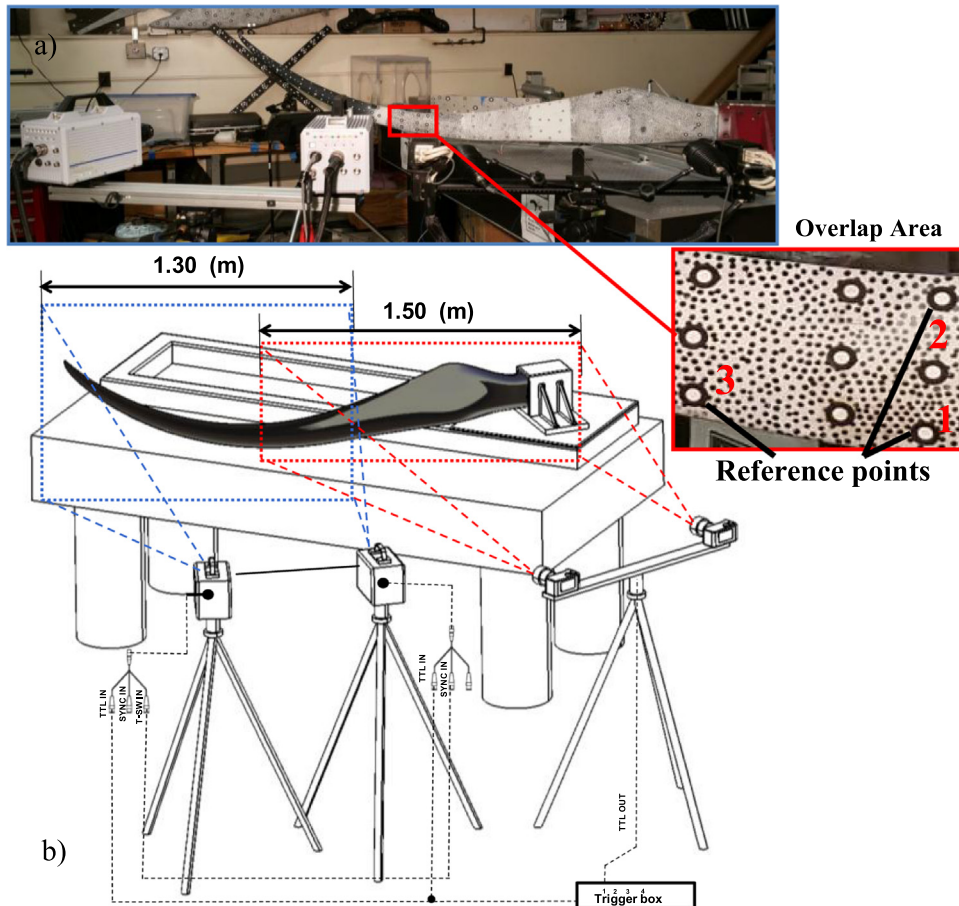 a)
Overlap Area
1.30 (m)
1.50 (m)
2
3
1
Reference points
TTL IN
SYNC IN
T-SW IN
TTL IN
SYNC IN
TTL OUT
b)
1 2 3 4
Trigger box